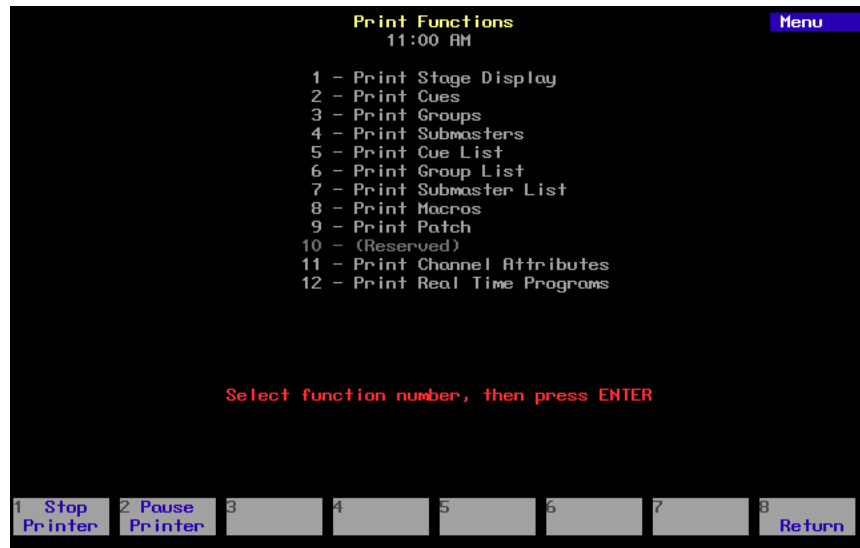 Print Functions
Menu
11:00 AM
1 - Print Stage Display
2 - Print Cues
3 - Print Groups
4 - Print Submasters
5 - Print Cue List
6 - Print Group List
7 - Print Submaster List
8 - Print Macros
9 - Print Patch
10 - (Reserved)
11 - Print Channel Attributes
12 - Print Real Time Programs
Select function number, then press ENTER
1 Stop Printer
2 Pause Printer
3
4
5
6
7
8 Return